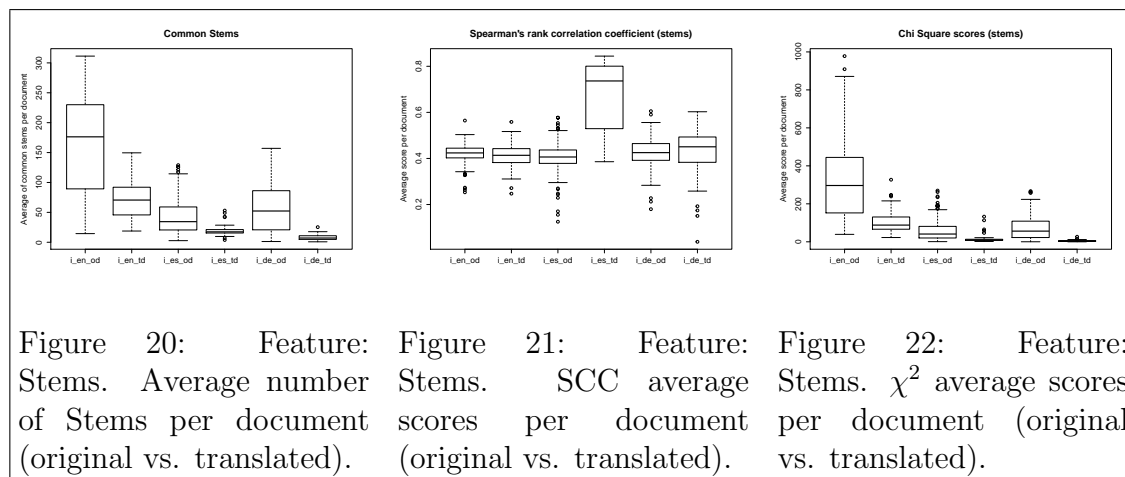 Common Stems
Average of common stems per document
300
250
200
150
100
50
0
i_en_od i_en_td i_es_od i_es_td i_de_od i_de_td
Spearman's rank correlation coefficient (stems)
Average score per document
0.8
0.6
0.4
0.2
i_en_od i_en_td i_es_od i_es_td i_de_od i_de_td
Chi Square scores (stems)
Average score per document
1000
800
600
400
200
0
i_en_od i_en_td i_es_od i_es_td i_de_od i_de_td
Figure 20: Feature:
Stems. Average number
of Stems per document
(original vs. translated).
Figure 21: Feature:
Stems. SCC average
scores per document
(original vs. translated).
Figure 22: Feature:
Stems. χ² average scores
per document (original
vs. translated).